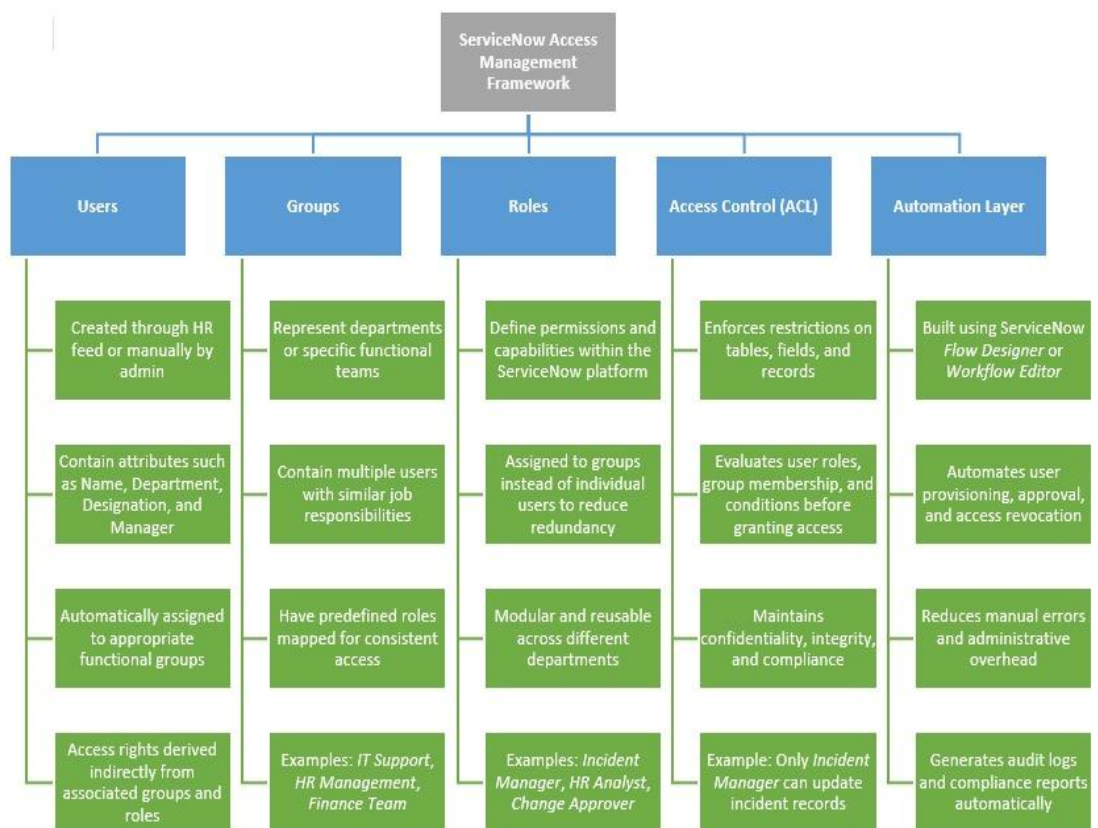 ServiceNow Access
Management
Framework
Users
Groups
Roles
Access Control (ACL)
Automation Layer
Created through HR
feed or manually by
admin
Contain attributes such
as Name, Department,
Designation, and
Manager
Automatically assigned
to appropriate
functional groups
Access rights derived
indirectly from
associated groups and
roles
Represent departments
or specific functional
teams
Contain multiple users
with similar job
responsibilities
Have predefined roles
mapped for consistent
access
Examples: IT Support,
HR Management,
Finance Team
Define permissions and
capabilities within the
ServiceNow platform
Assigned to groups
instead of individual
users to reduce
redundancy
Modular and reusable
across different
departments
Examples: Incident
Manager, HR Analyst,
Change Approver
Enforces restrictions on
tables, fields, and
records
Evaluates user roles,
group membership, and
conditions before
granting access
Maintains
confidentiality, integrity,
and compliance
Example: Only Incident
Manager can update
incident records
Built using ServiceNow
Flow Designer or
Workflow Editor
Automates user
provisioning, approval,
and access revocation
Reduces manual errors
and administrative
overhead
Generates audit logs
and compliance reports
automatically